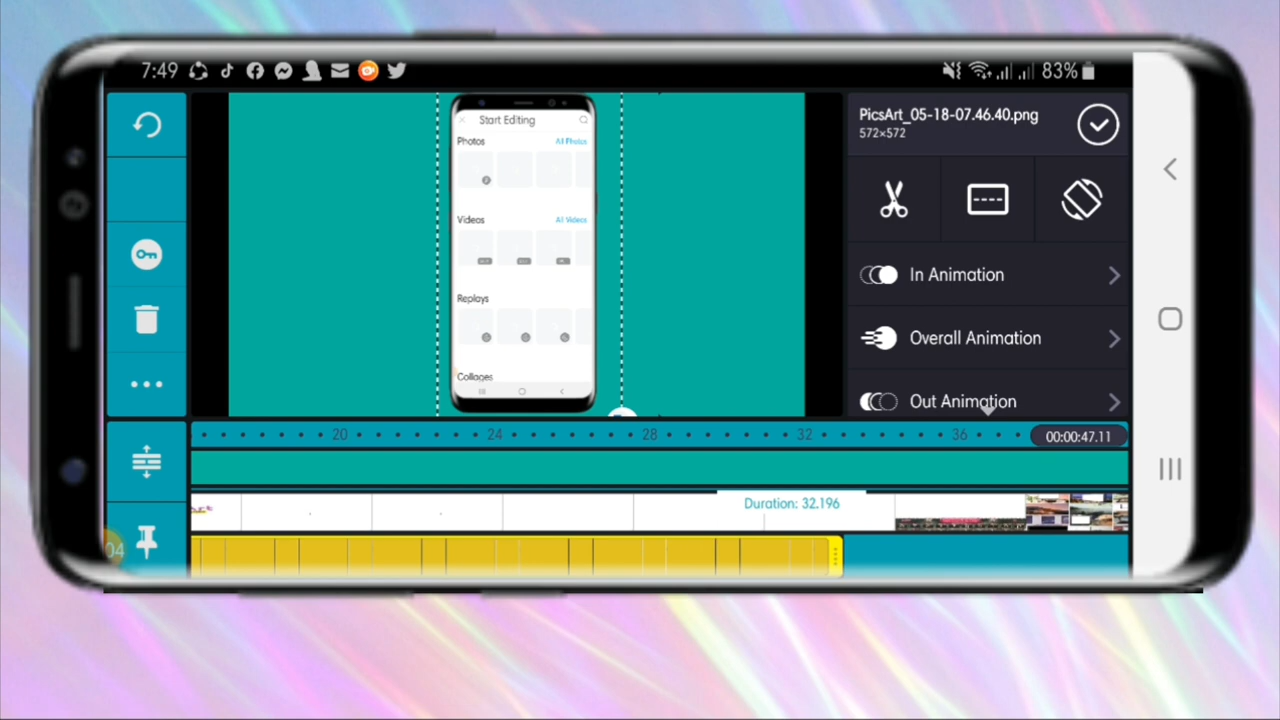 7:49
83%
PicsArt_05-18-07.46.40.png
572×572
Start Editing
Photos
All Photos
Videos
All Videos
Replays
Collages
In Animation
Overall Animation
Out Animation
20 24 28 32 36
00:00:47.11
Duration: 32.196
04